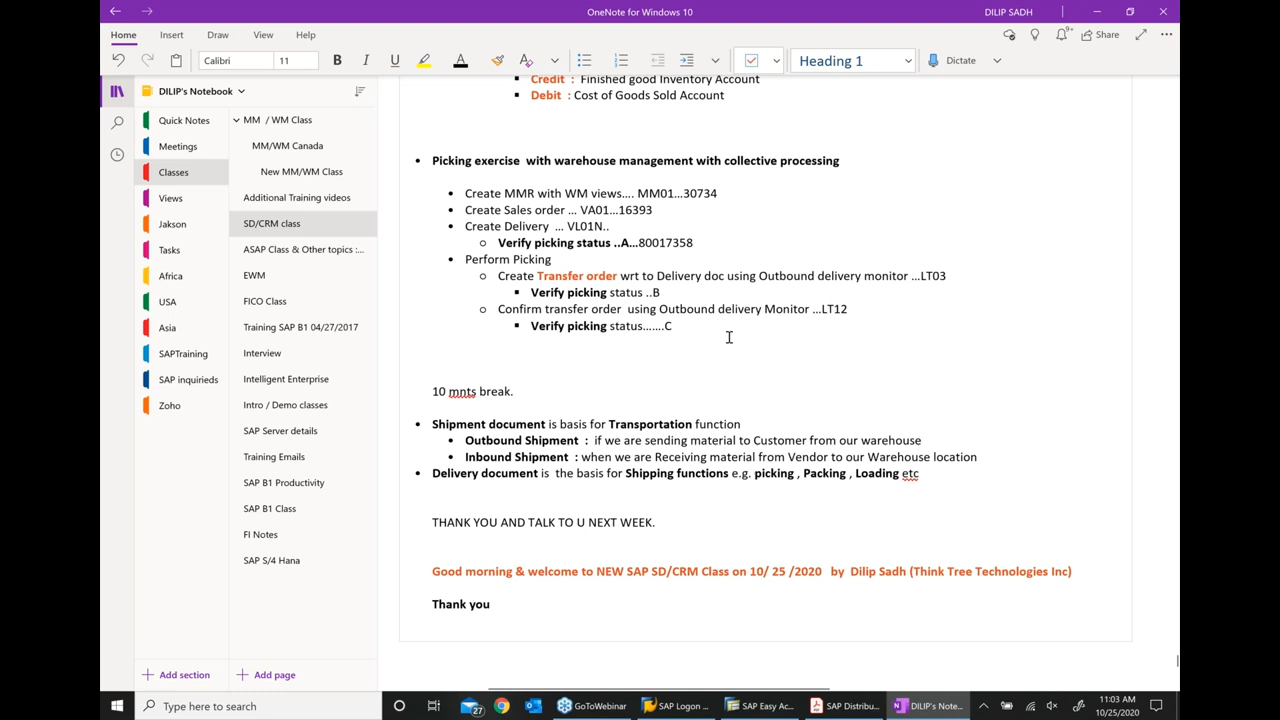 OneNote for Windows 10
DILIP SADH
Home Insert Draw View Help
Share
Calibri 11 B I U A A Heading 1 Dictate
DILIP's Notebook
Quick Notes
Meetings
Classes
Views
Jakson
Tasks
Africa
USA
Asia
SAPTraining
SAP inquirieds
Zoho
Add section
MM / WM Class
MM/WM Canada
New MM/WM Class
Additional Training videos
SD/CRM class
ASAP Class & Other topics :...
EWM
FICO Class
Training SAP B1 04/27/2017
Interview
Intelligent Enterprise
Intro / Demo classes
SAP Server details
Training Emails
SAP B1 Productivity
SAP B1 Class
FI Notes
SAP S/4 Hana
Add page
Credit : Finished good Inventory Account
Debit : Cost of Goods Sold Account
Picking exercise with warehouse management with collective processing
Create MMR with WM views.... MM01...30734
Create Sales order ... VA01...16393
Create Delivery ... VL01N..
Verify picking status ..A...80017358
Perform Picking
Create Transfer order wrt to Delivery doc using Outbound delivery monitor ...LT03
Verify picking status ..B
Confirm transfer order using Outbound delivery Monitor ...LT12
Verify picking status.......C
10 mnts break.
Shipment document is basis for Transportation function
Outbound Shipment : if we are sending material to Customer from our warehouse
Inbound Shipment : when we are Receiving material from Vendor to our Warehouse location
Delivery document is the basis for Shipping functions e.g. picking , Packing , Loading etc
THANK YOU AND TALK TO U NEXT WEEK.
Good morning & welcome to NEW SAP SD/CRM Class on 10/ 25 /2020 by Dilip Sadh (Think Tree Technologies Inc)
Thank you
Type here to search
27
GoToWebinar
SAP Logon ...
SAP Easy Ac...
SAP Distribu...
DILIP's Note...
11:03 AM
10/25/2020